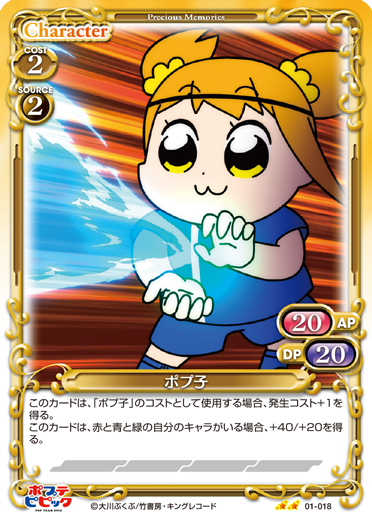 Precious Memories
Character
COST
2
SOURCE
2
20 AP
DP 20
ポプ子
このカードは、「ポプ子」のコストとして使用する場合、発生コスト+1を
得る。
このカードは、赤と青と緑の自分のキャラがいる場合、+40/+20を得
る。
ポプテ
ピピック
POP TEAM EPIC
©大川ぶくぶ/竹書房・キングレコード
01-018